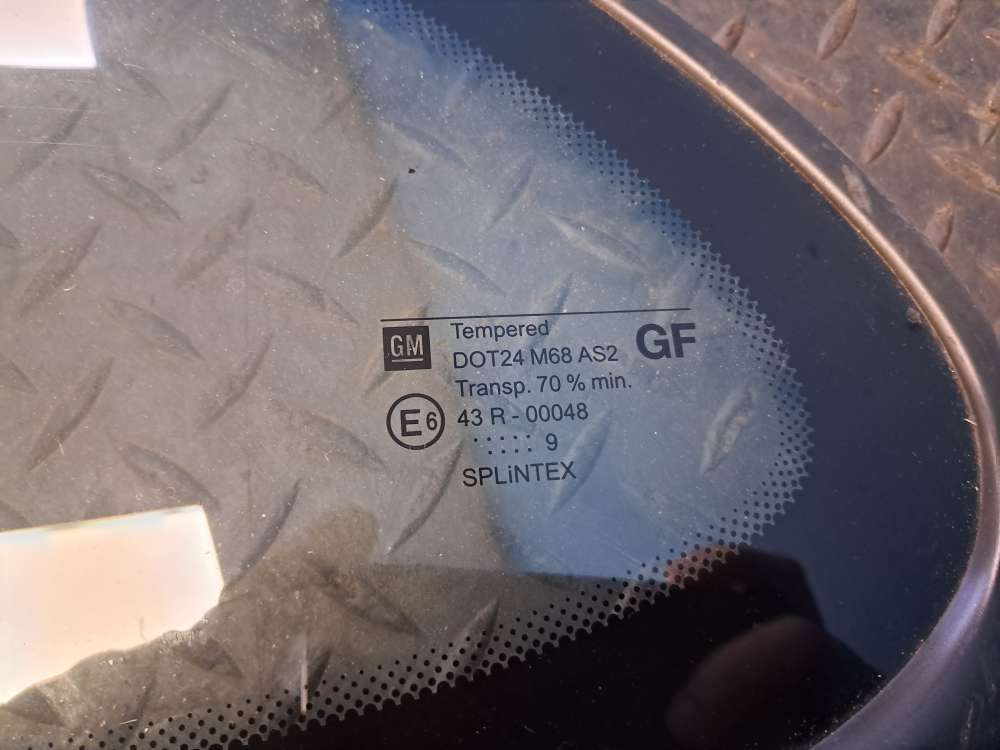 GM
Tempered
DOT24 M68 AS2
GF
Transp. 70 % min.
E6
43 R - 00048
..:::: 9
SPLiNTEX